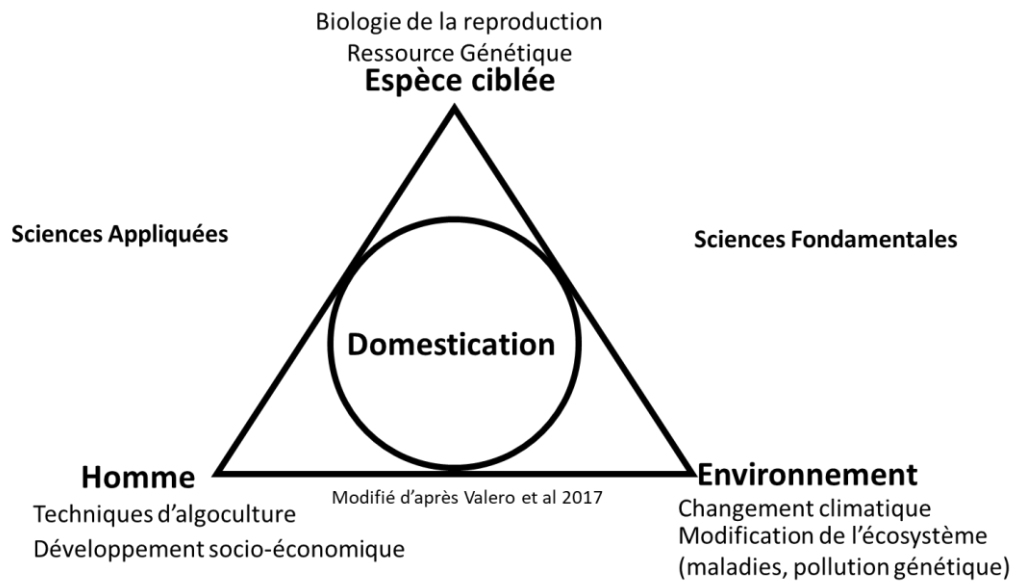 Biologie de la reproduction
Ressource Génétique
Espèce ciblée
Sciences Appliquées
Sciences Fondamentales
Domestication
Homme
Environnement
Modifié d'après Valero et al 2017
Techniques d'algoculture
Développement socio-économique
Changement climatique
Modification de l'écosystème
(maladies, pollution génétique)